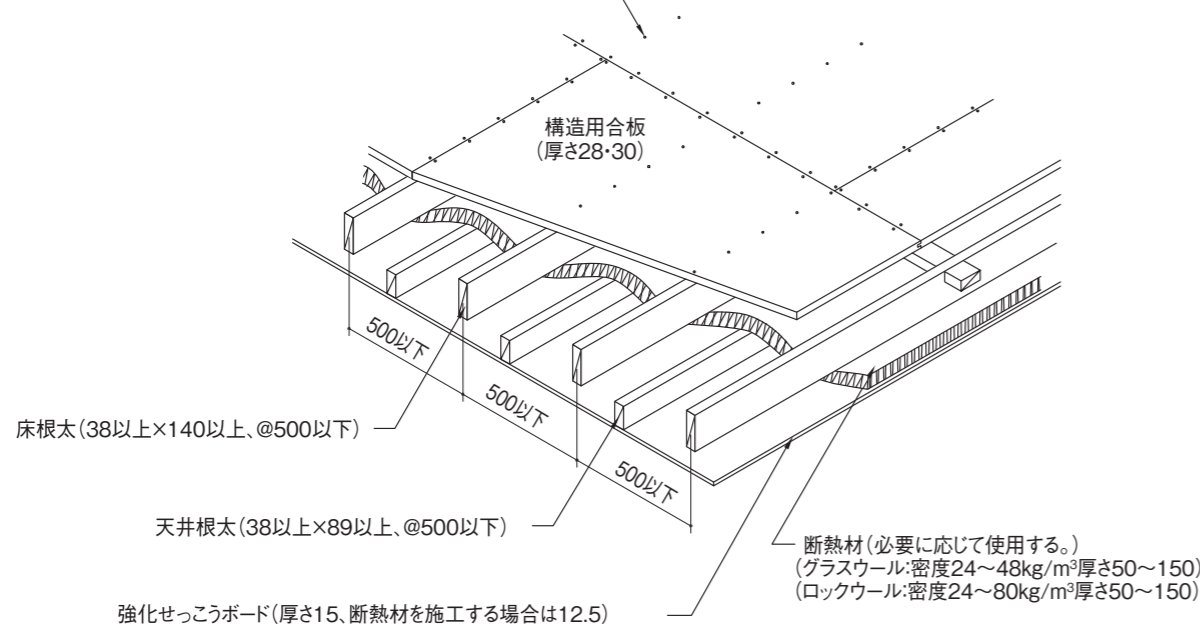 構造用合板
(厚さ28・30)
500以下
500以下
500以下
床根太(38以上×140以上、@500以下)
天井根太(38以上×89以上、@500以下)
断熱材(必要に応じて使用する。)
(グラスウール:密度24～48kg/m³厚さ50～150)
(ロックウール:密度24～80kg/m³厚さ50～150)
強化せっこうボード(厚さ15、断熱材を施工する場合は12.5)